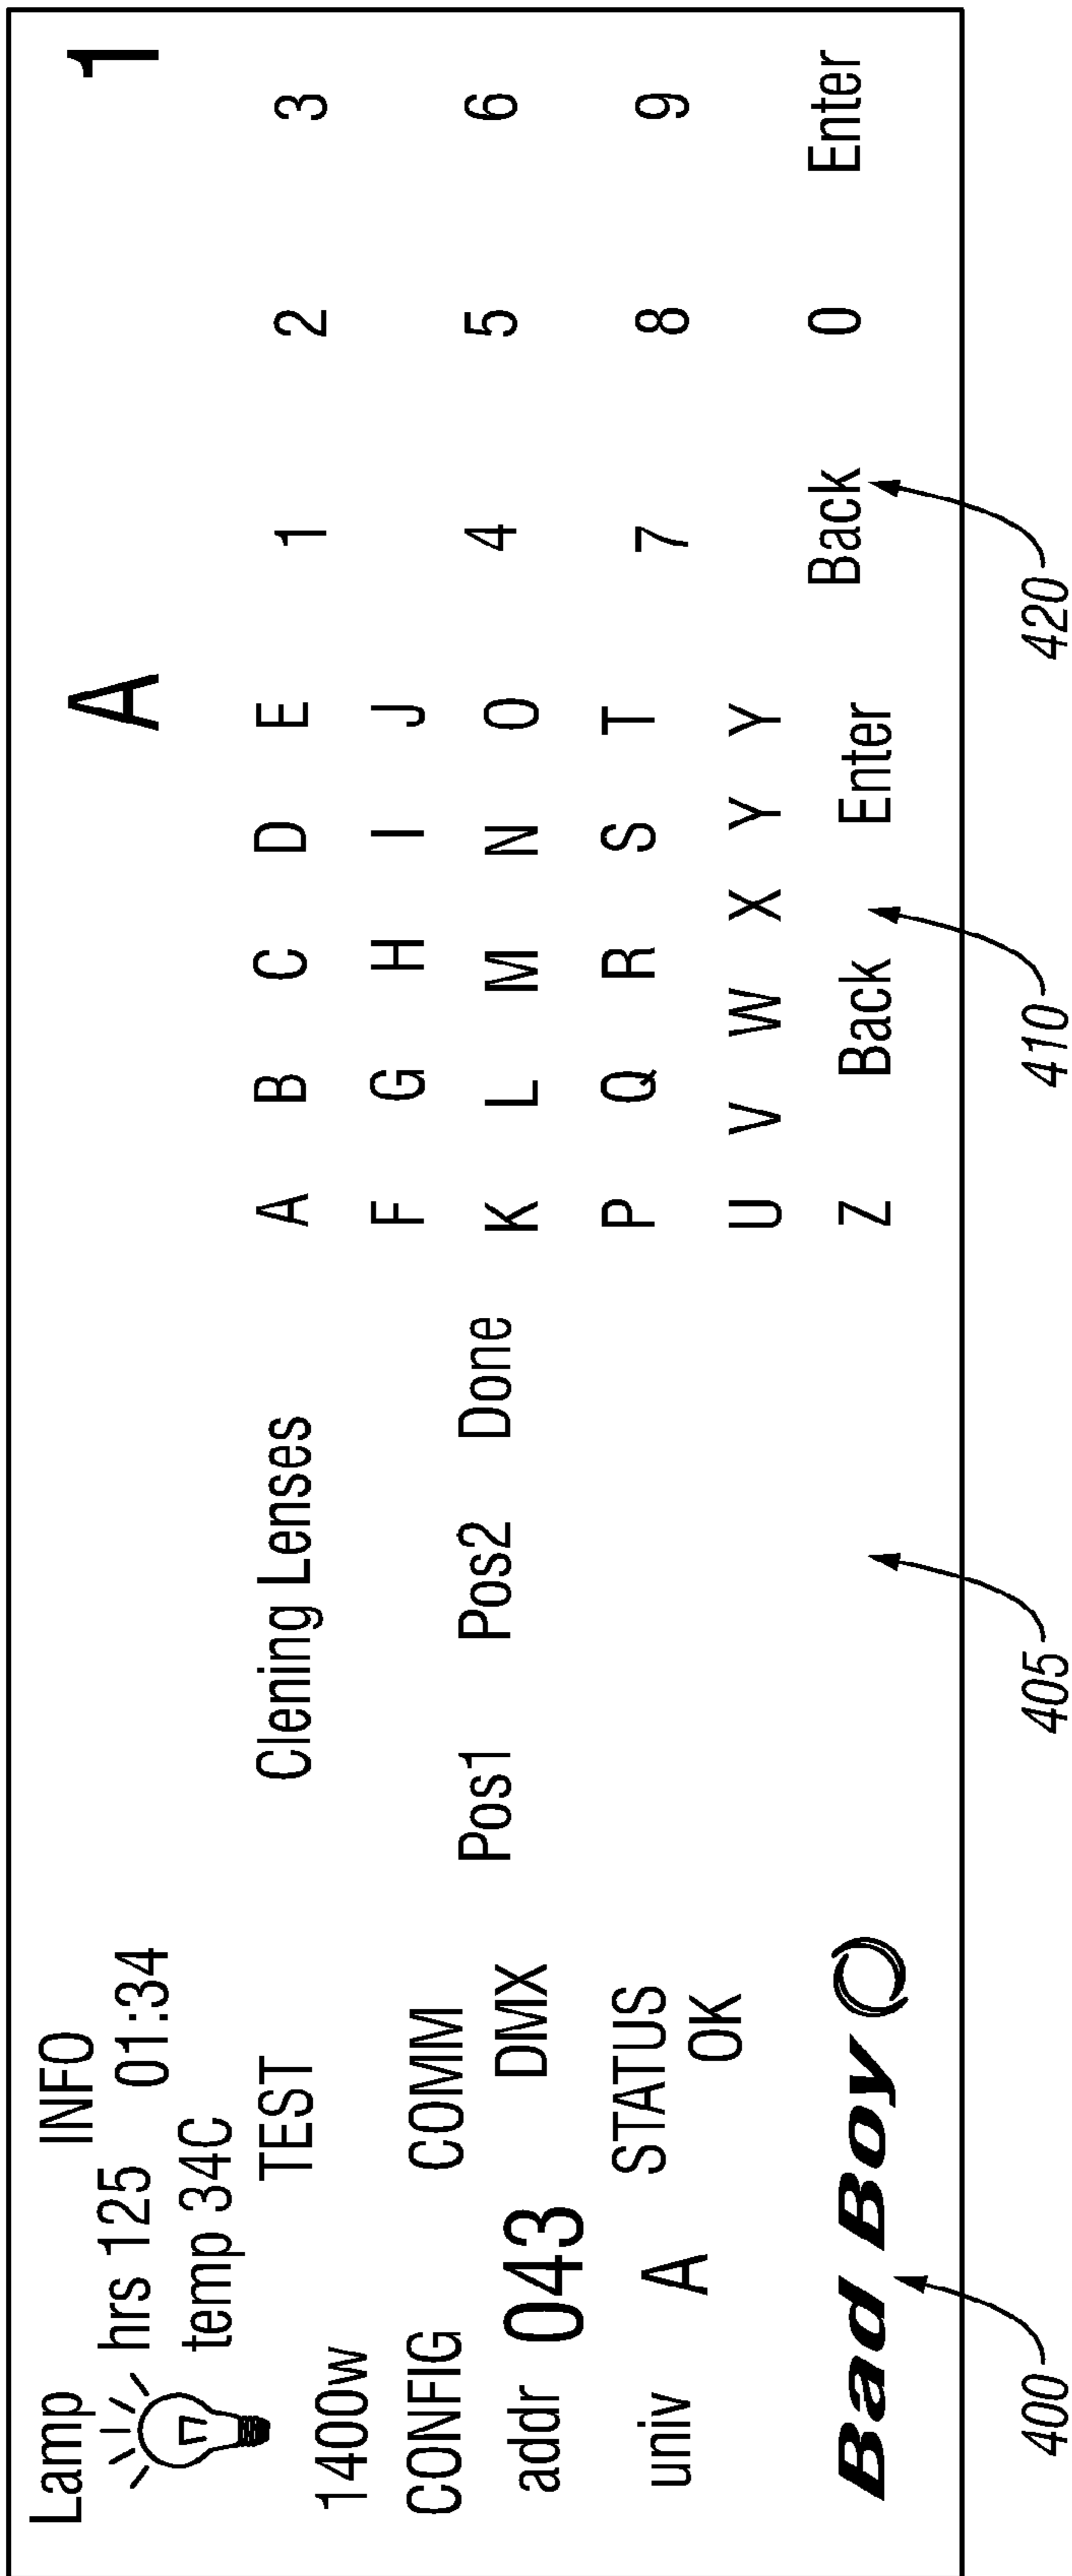 Lamp INFO
hrs 125 01:34
temp 34C
TEST
1400w
CONFIG COMM
addr 043 DMX
univ A STATUS
OK
Bad Boy
400
Clening Lenses
Pos1 Pos2 Done
405
A
A B C D E
F G H I J
K L M N O
P Q R S T
U V W X Y Y
Z Back Enter
410
1
1 2 3
4 5 6
7 8 9
Back 0 Enter
420